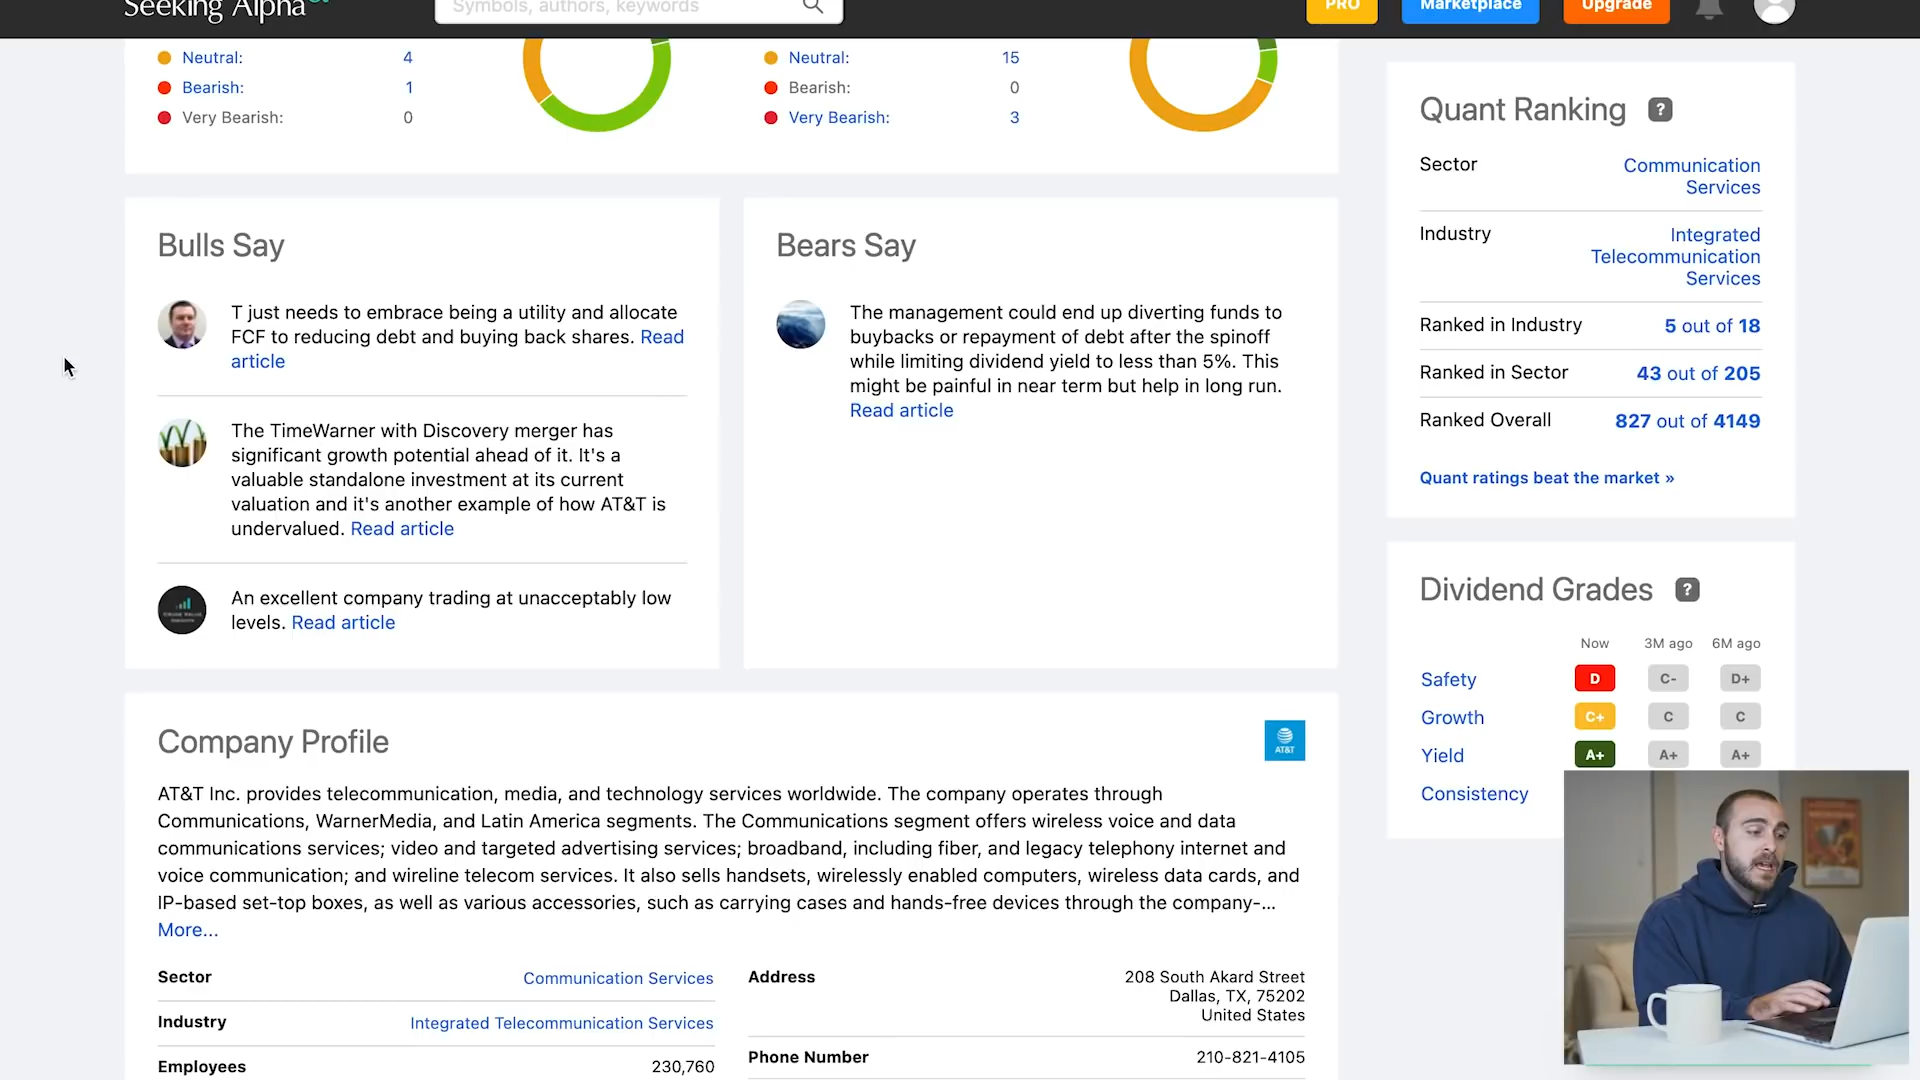 Seeking Alpha
Symbols, authors, keywords
PRO
Marketplace
Upgrade
Neutral: 4
Bearish: 1
Very Bearish: 0
Neutral: 15
Bearish: 0
Very Bearish: 3
Bulls Say
T just needs to embrace being a utility and allocate
FCF to reducing debt and buying back shares. Read
article
The TimeWarner with Discovery merger has
significant growth potential ahead of it. It's a
valuable standalone investment at its current
valuation and it's another example of how AT&T is
undervalued. Read article
An excellent company trading at unacceptably low
levels. Read article
Bears Say
The management could end up diverting funds to
buybacks or repayment of debt after the spinoff
while limiting dividend yield to less than 5%. This
might be painful in near term but help in long run.
Read article
Quant Ranking ?
Sector Communication
Services
Industry Integrated
Telecommunication
Services
Ranked in Industry 5 out of 18
Ranked in Sector 43 out of 205
Ranked Overall 827 out of 4149
Quant ratings beat the market »
Dividend Grades ?
Now 3M ago 6M ago
Safety D C- D+
Growth C+ C C
Yield A+ A+ A+
Consistency
Company Profile
AT&T
AT&T Inc. provides telecommunication, media, and technology services worldwide. The company operates through
Communications, WarnerMedia, and Latin America segments. The Communications segment offers wireless voice and data
communications services; video and targeted advertising services; broadband, including fiber, and legacy telephony internet and
voice communication; and wireline telecom services. It also sells handsets, wirelessly enabled computers, wireless data cards, and
IP-based set-top boxes, as well as various accessories, such as carrying cases and hands-free devices through the company-...
More...
Sector Communication Services
Industry Integrated Telecommunication Services
Employees 230,760
Address 208 South Akard Street
Dallas, TX, 75202
United States
Phone Number 210-821-4105